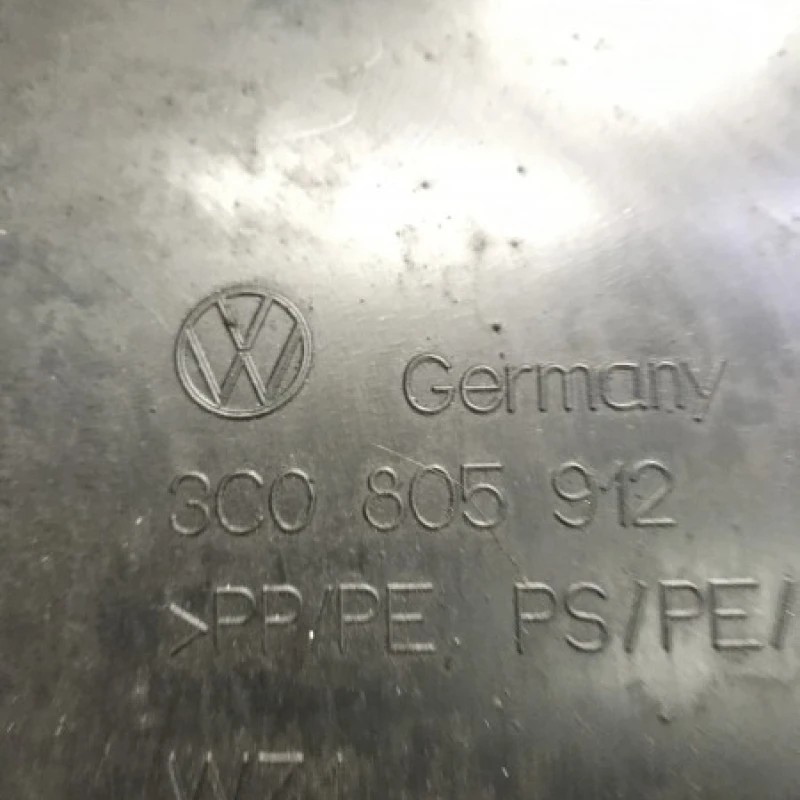 Germany
3C0 805 912
>PP/PE PS/PE/